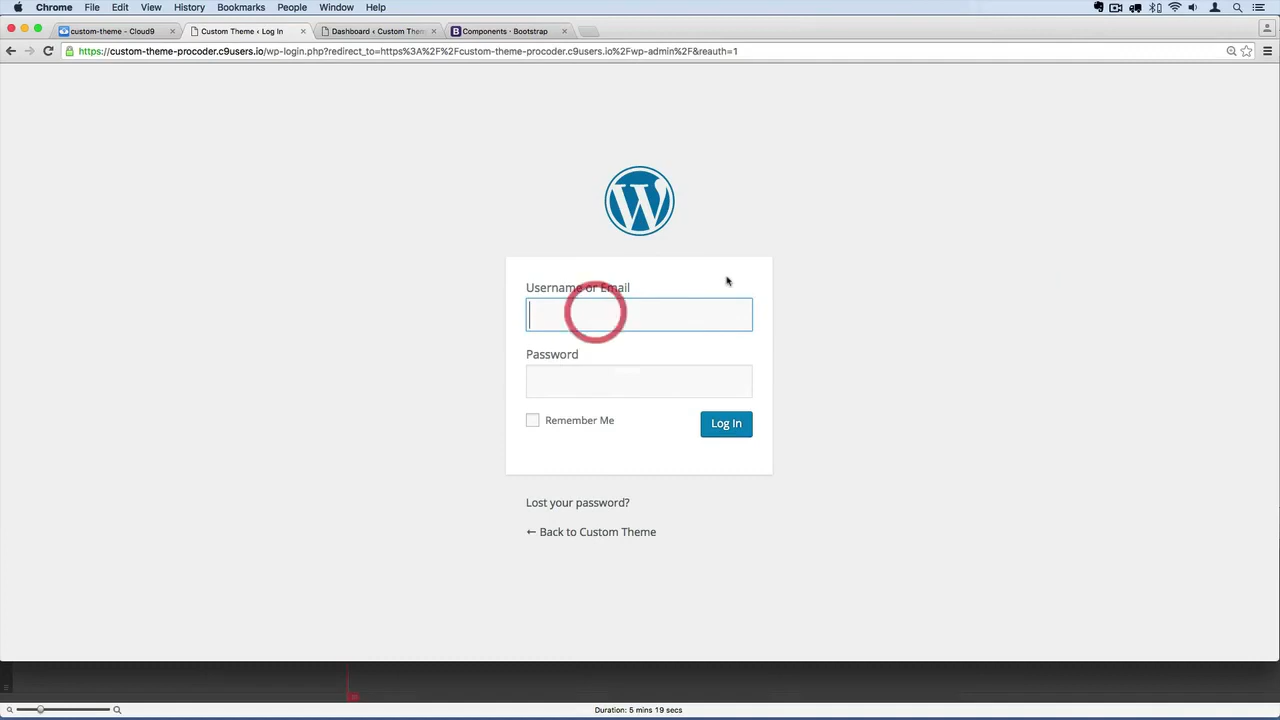 Chrome File Edit View History Bookmarks People Window Help
custom-theme - Cloud9
Custom Theme ‹ Log In
Dashboard ‹ Custom Them
Components · Bootstrap
https://custom-theme-procoder.c9users.io/wp-login.php?redirect_to=https%3A%2F%2Fcustom-theme-procoder.c9users.io%2Fwp-admin%2F&reauth=1
Username or Email
Password
Remember Me
Log In
Lost your password?
← Back to Custom Theme
Duration: 5 mins 19 secs